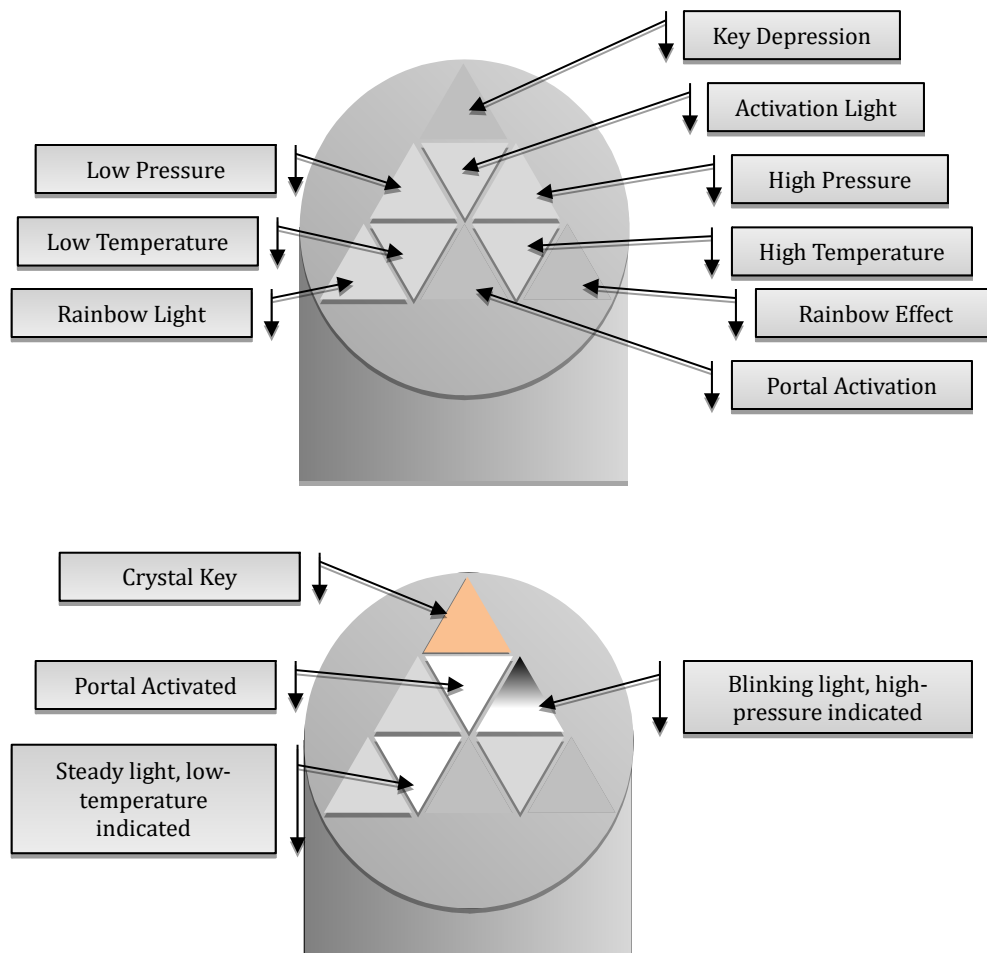 Key Depression
Activation Light
Low Pressure
High Pressure
Low Temperature
High Temperature
Rainbow Light
Rainbow Effect
Portal Activation
Crystal Key
Portal Activated
Blinking light, high-
pressure indicated
Steady light, low-
temperature
indicated